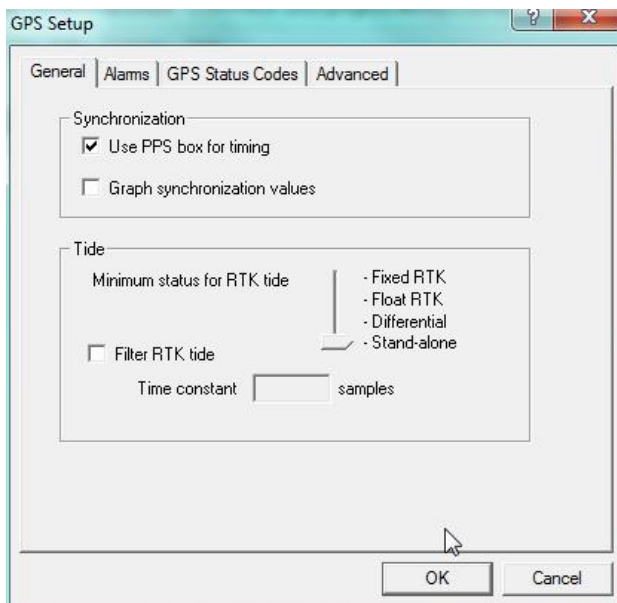 GPS Setup
General Alarms GPS Status Codes Advanced
Synchronization
Use PPS box for timing
Graph synchronization values
Tide
Minimum status for RTK tide
- Fixed RTK
- Float RTK
- Differential
- Stand-alone
Filter RTK tide
Time constant samples
OK Cancel